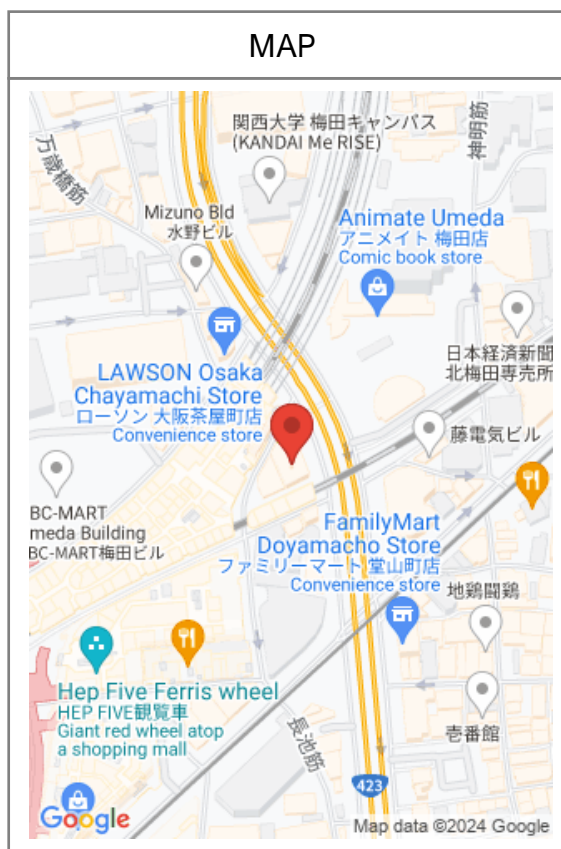 MAP
関西大学 梅田キャンパス
(KANDAI Me RISE)
万歳橋筋
神明筋
Mizuno Bld
水野ビル
Animate Umeda
アニメイト 梅田店
Comic book store
日本経済新聞
北梅田専売所
LAWSON Osaka
Chayamachi Store
ローソン 大阪茶屋町店
Convenience store
藤電気ビル
BC-MART
meda Building
BC-MART梅田ビル
FamilyMart
Doyamacho Store
ファミリーマート 堂山町店
Convenience store
地鶏闘鶏
Hep Five Ferris wheel
HEP FIVE観覧車
Giant red wheel atop
a shopping mall
長池筋
壱番館
423
Google
Map data ©2024 Google